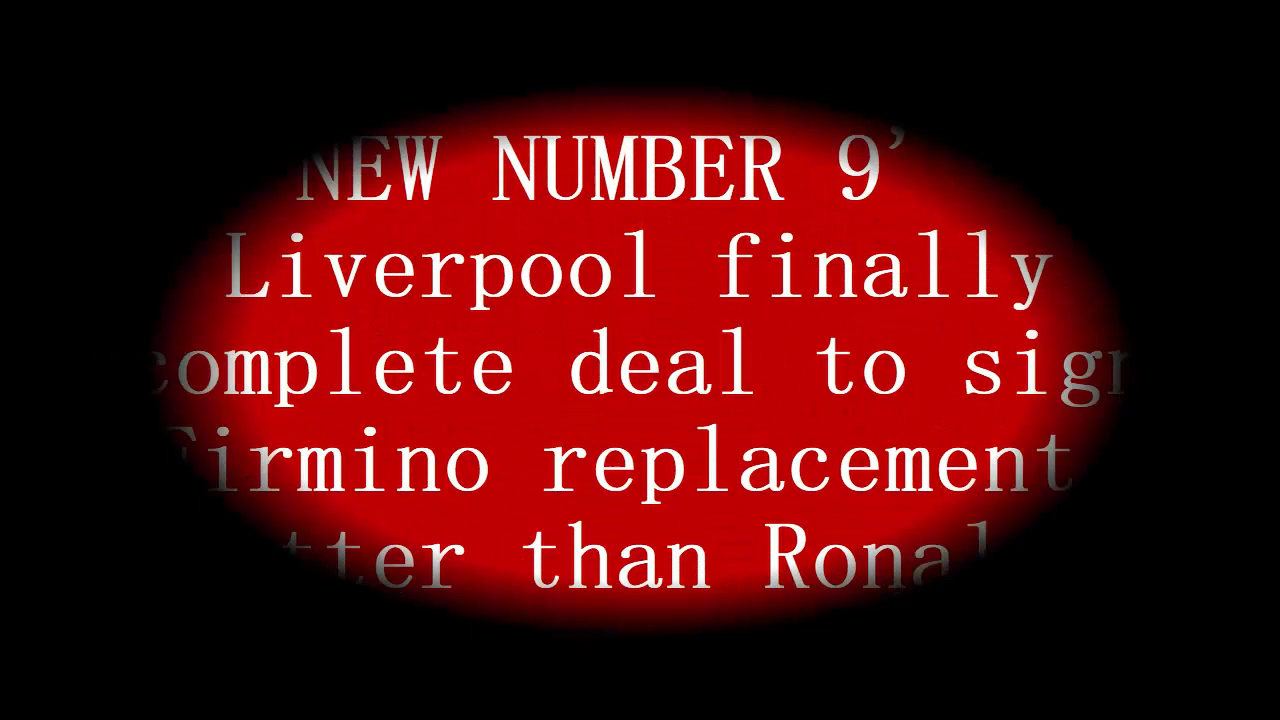 NEW NUMBER 9'
Liverpool finally
complete deal to sign
Firmino replacement
than